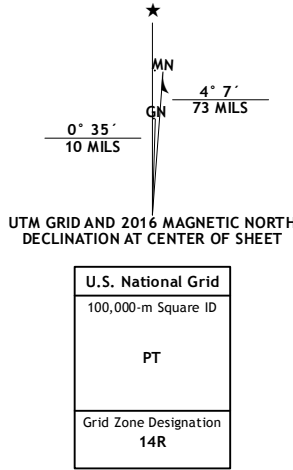 ★
MN
GN
4° 7´
73 MILS
0° 35´
10 MILS
UTM GRID AND 2016 MAGNETIC NORTH
DECLINATION AT CENTER OF SHEET
U.S. National Grid
100,000-m Square ID
PT
Grid Zone Designation
14R